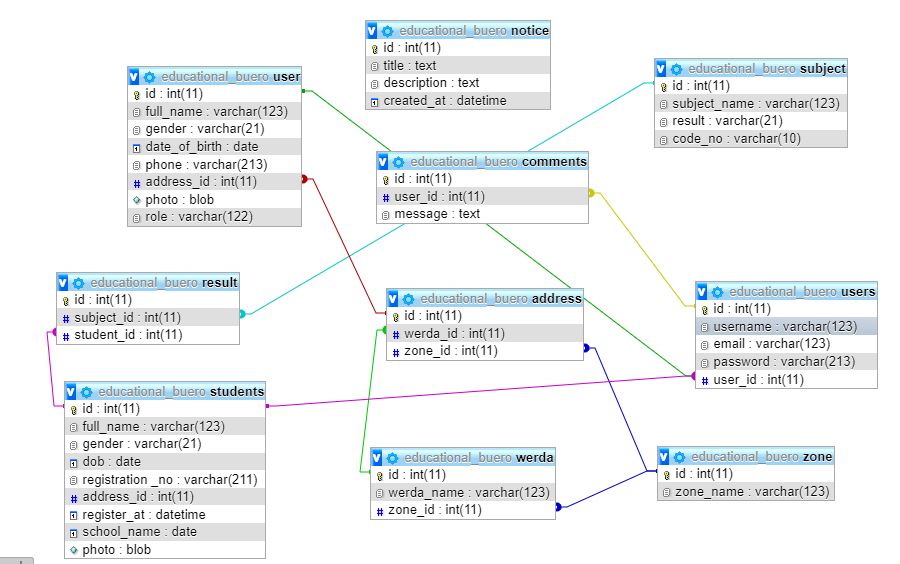 educational_buero notice
id : int(11)
title : text
description : text
created_at : datetime
educational_buero user
id : int(11)
full_name : varchar(123)
gender : varchar(21)
date_of_birth : date
phone : varchar(213)
address_id : int(11)
photo : blob
role : varchar(122)
educational_buero subject
id : int(11)
subject_name : varchar(123)
result : varchar(21)
code_no : varchar(10)
educational_buero comments
id : int(11)
user_id : int(11)
message : text
educational_buero result
id : int(11)
subject_id : int(11)
student_id : int(11)
educational_buero address
id : int(11)
werda_id : int(11)
zone_id : int(11)
educational_buero users
id : int(11)
username : varchar(123)
email : varchar(123)
password : varchar(213)
user_id : int(11)
educational_buero students
id : int(11)
full_name : varchar(123)
gender : varchar(21)
dob : date
registration _no : varchar(211)
address_id : int(11)
register_at : datetime
school_name : date
photo : blob
educational_buero werda
id : int(11)
werda_name : varchar(123)
zone_id : int(11)
educational_buero zone
id : int(11)
zone_name : varchar(123)